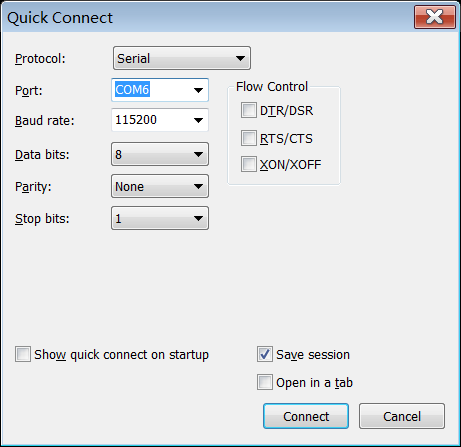 Quick Connect
Protocol: Serial
Port: COM6
Baud rate: 115200
Data bits: 8
Parity: None
Stop bits: 1
Flow Control
DTR/DSR
RTS/CTS
XON/XOFF
Show quick connect on startup
Save session
Open in a tab
Connect
Cancel